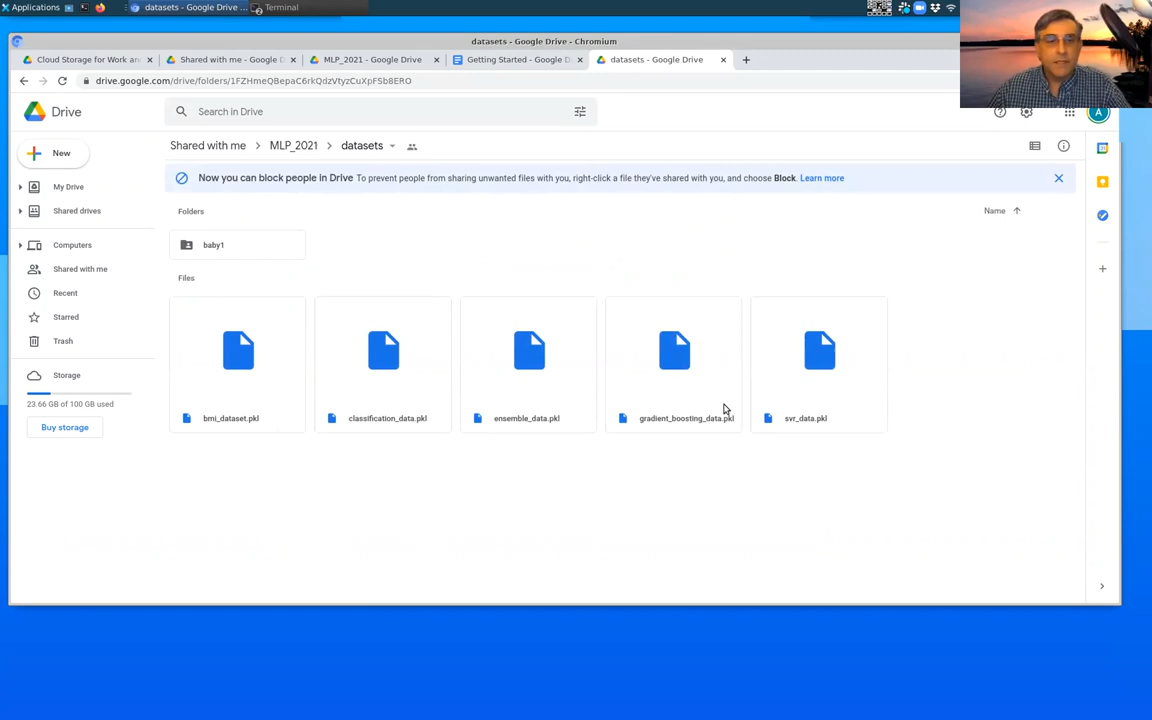 Applications
datasets - Google Drive ...
Terminal
datasets - Google Drive - Chromium
Cloud Storage for Work an
Shared with me - Google D
MLP_2021 - Google Drive
Getting Started - Google D
datasets - Google Drive
drive.google.com/drive/folders/1FZHmeQBepaC6rkQdzVtyzCuXpF5b8ERO
Drive
Search in Drive
A
New
Shared with me > MLP_2021 > datasets
Now you can block people in Drive To prevent people from sharing unwanted files with you, right-click a file they've shared with you, and choose Block. Learn more
My Drive
Shared drives
Computers
Shared with me
Recent
Starred
Trash
Storage
23.66 GB of 100 GB used
Buy storage
Folders
Name
baby1
Files
bmi_dataset.pkl
classification_data.pkl
ensemble_data.pkl
gradient_boosting_data.pkl
svr_data.pkl